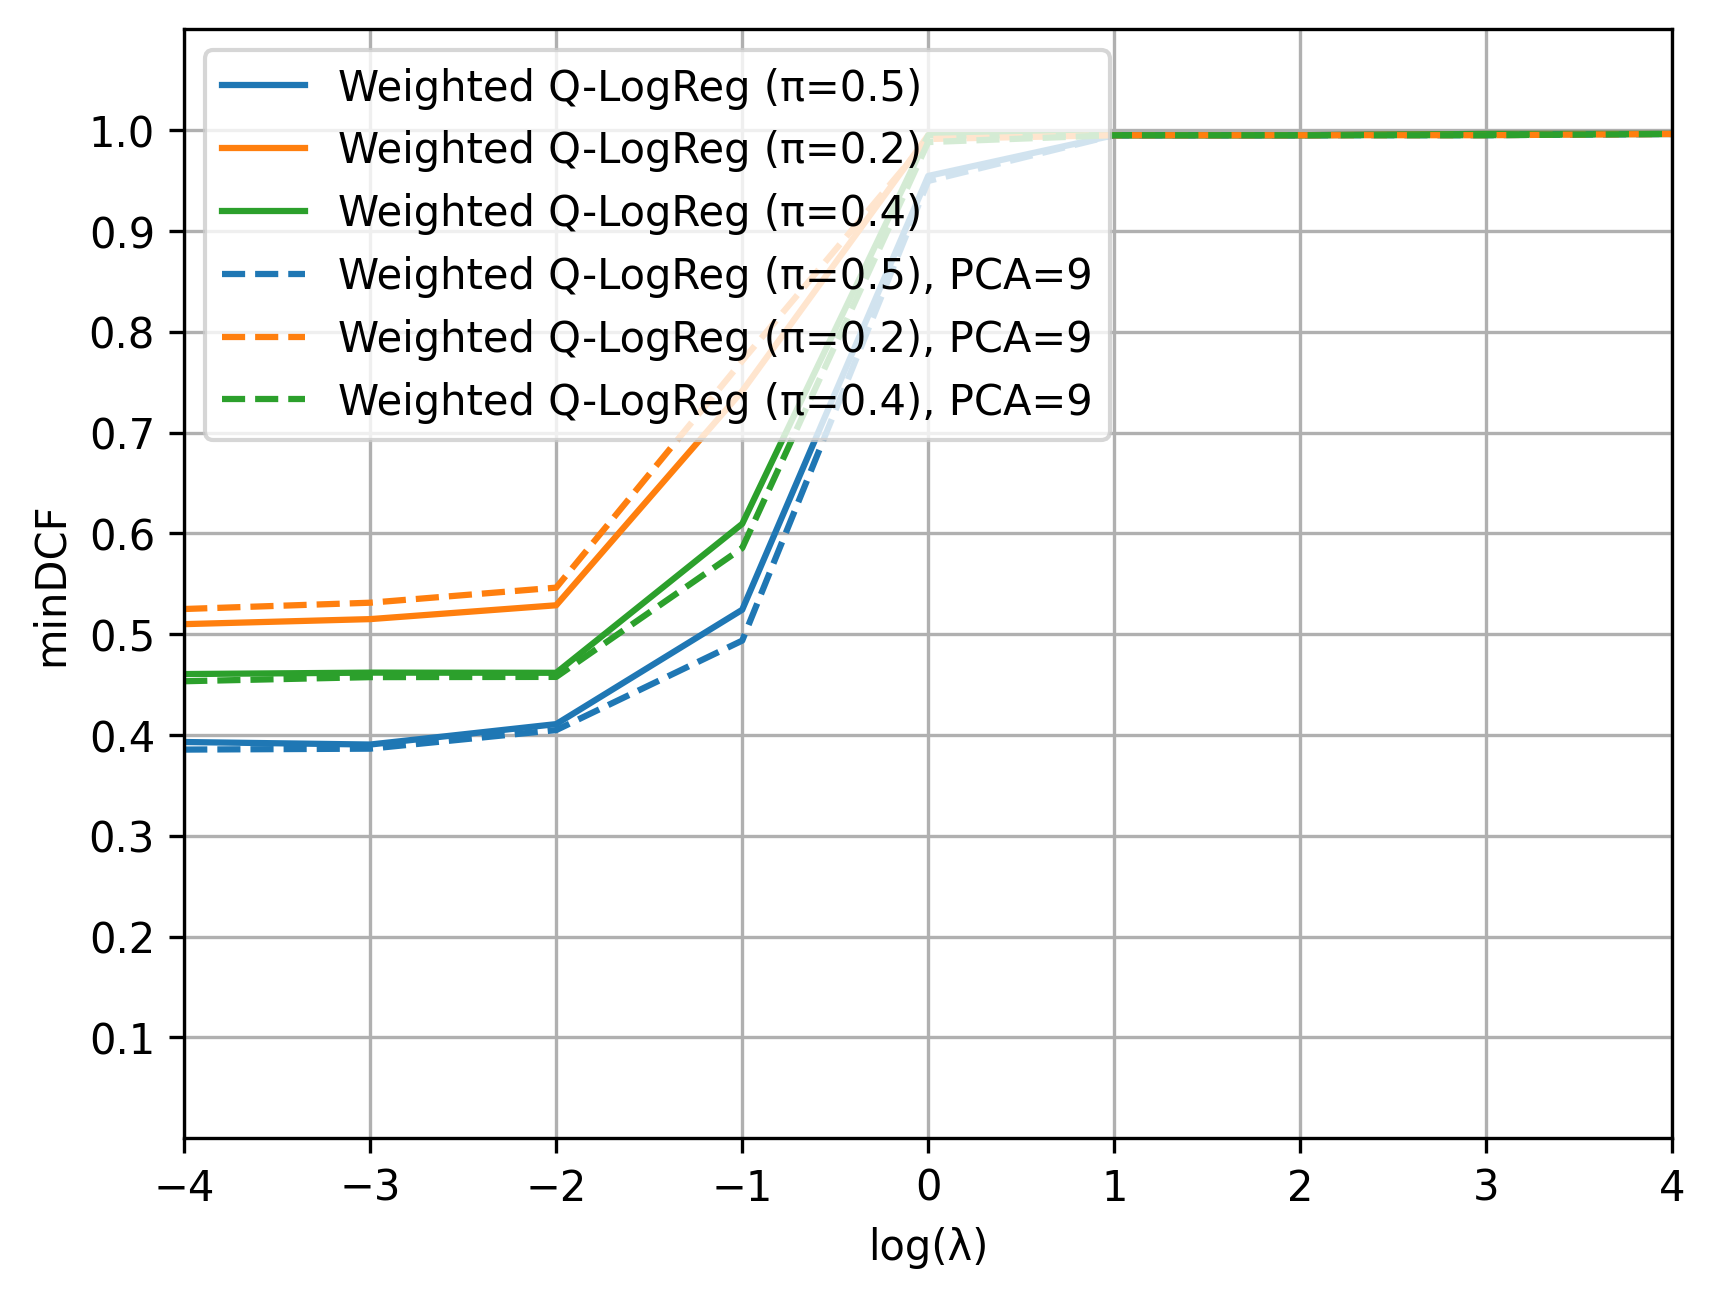 Weighted Q-LogReg (π=0.5)
Weighted Q-LogReg (π=0.2)
Weighted Q-LogReg (π=0.4)
Weighted Q-LogReg (π=0.5), PCA=9
Weighted Q-LogReg (π=0.2), PCA=9
Weighted Q-LogReg (π=0.4), PCA=9
1.0
0.9
0.8
0.7
0.6
0.5
0.4
0.3
0.2
0.1
minDCF
−4 −3 −2 −1 0 1 2 3 4
log(λ)